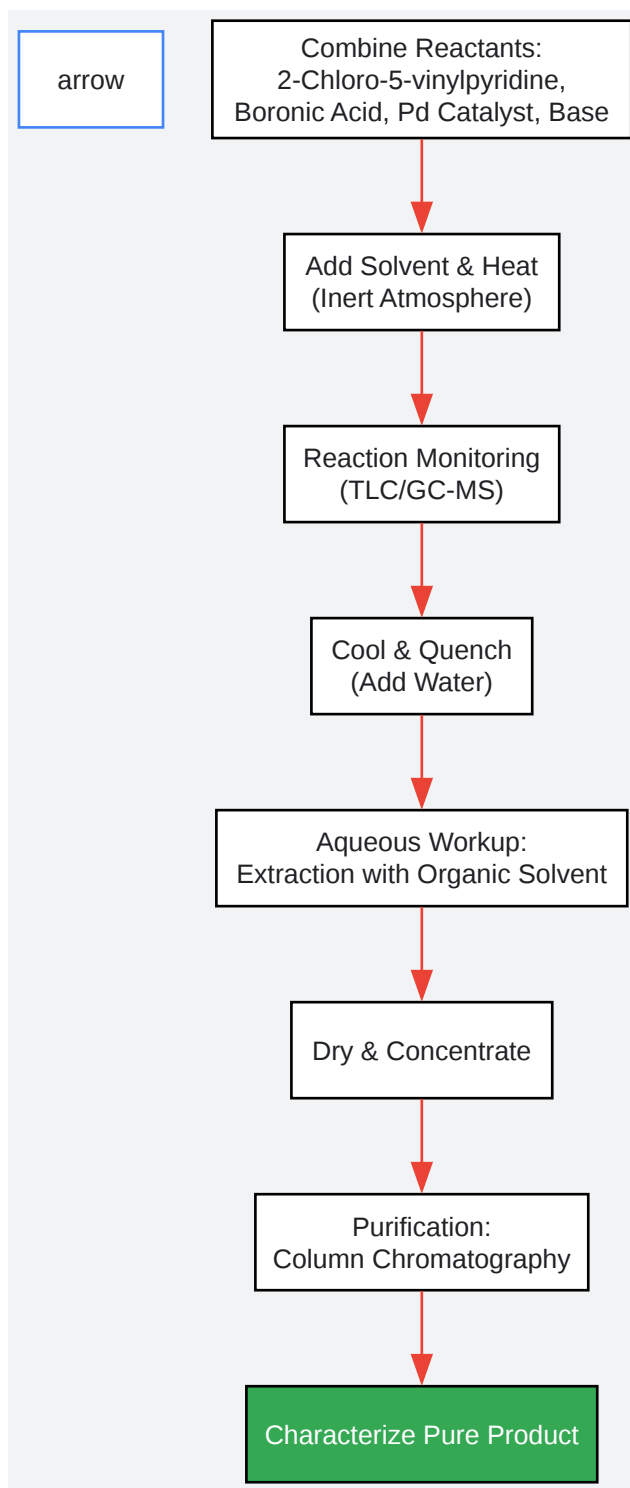 arrow
Combine Reactants:
2-Chloro-5-vinylpyridine,
Boronic Acid, Pd Catalyst, Base
Add Solvent & Heat
(Inert Atmosphere)
Reaction Monitoring
(TLC/GC-MS)
Cool & Quench
(Add Water)
Aqueous Workup:
Extraction with Organic Solvent
Dry & Concentrate
Purification:
Column Chromatography
Characterize Pure Product